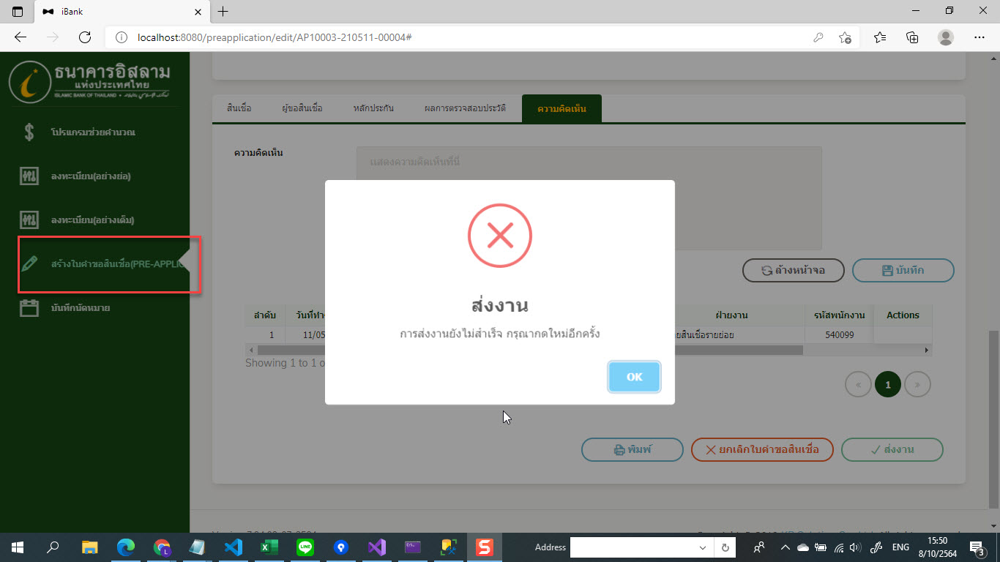 iBank
localhost:8080/preapplication/edit/AP10003-210511-00004#
ธนาคารอิสลาม
แห่งประเทศไทย
ISLAMIC BANK OF THAILAND
โปรแกรมช่วยคำนวณ
ลงทะเบียน(อย่างย่อ)
ลงทะเบียน(อย่างเต็ม)
สร้างใบคำขอสินเชื่อ(PRE-APPLIC
บันทึกนัดหมาย
สินเชื่อ ผู้ขอสินเชื่อ หลักประกัน ผลการตรวจสอบประวัติ ความคิดเห็น
ความคิดเห็น
แสดงความคิดเห็นที่นี่
ส่งงาน
การส่งงานยังไม่สำเร็จ กรุณากดใหม่อีกครั้ง
OK
ล้างหน้าจอ บันทึก
ลำดับ วันที่ทำ ฝ่ายงาน รหัสพนักงาน Actions
1 11/05 ยสินเชื่อรายย่อย 540099
Showing 1 to 1 o
« 1 »
พิมพ์ ยกเลิกใบคำขอสินเชื่อ ส่งงาน
Address
ENG
15:50
8/10/2564
3